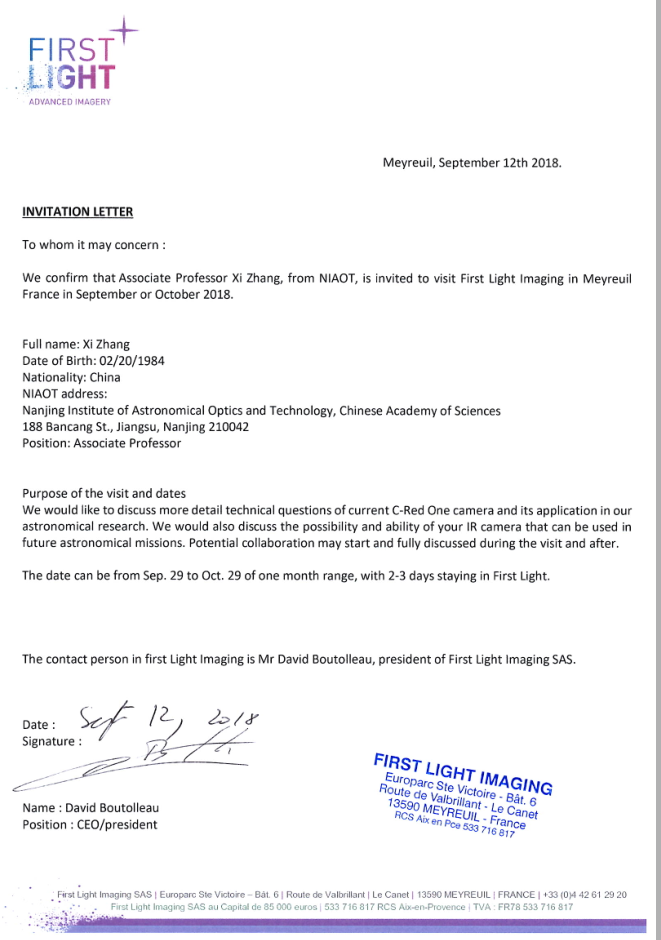 FIRST
LIGHT
ADVANCED IMAGERY
Meyreuil, September 12th 2018.
INVITATION LETTER
To whom it may concern :
We confirm that Associate Professor Xi Zhang, from NIAOT, is invited to visit First Light Imaging in Meyreuil
France in September or October 2018.
Full name: Xi Zhang
Date of Birth: 02/20/1984
Nationality: China
NIAOT address:
Nanjing Institute of Astronomical Optics and Technology, Chinese Academy of Sciences
188 Bancang St., Jiangsu, Nanjing 210042
Position: Associate Professor
Purpose of the visit and dates
We would like to discuss more detail technical questions of current C-Red One camera and its application in our
astronomical research. We would also discuss the possibility and ability of your IR camera that can be used in
future astronomical missions. Potential collaboration may start and fully discussed during the visit and after.
The date can be from Sep. 29 to Oct. 29 of one month range, with 2-3 days staying in First Light.
The contact person in first Light Imaging is Mr David Boutolleau, president of First Light Imaging SAS.
Date : Sept 12, 2018
Signature :
Name : David Boutolleau
Position : CEO/president
FIRST LIGHT IMAGING
Europarc Ste Victoire - Bât. 6
Route de Valbrillant - Le Canet
13590 MEYREUIL - France
RCS Aix en Pce 533 716 817
First Light Imaging SAS | Europarc Ste Victoire – Bât. 6 | Route de Valbrillant | Le Canet | 13590 MEYREUIL | FRANCE | +33 (0)4 42 61 29 20
First Light Imaging SAS au Capital de 85 000 euros | 533 716 817 RCS Aix-en-Provence | TVA : FR78 533 716 817